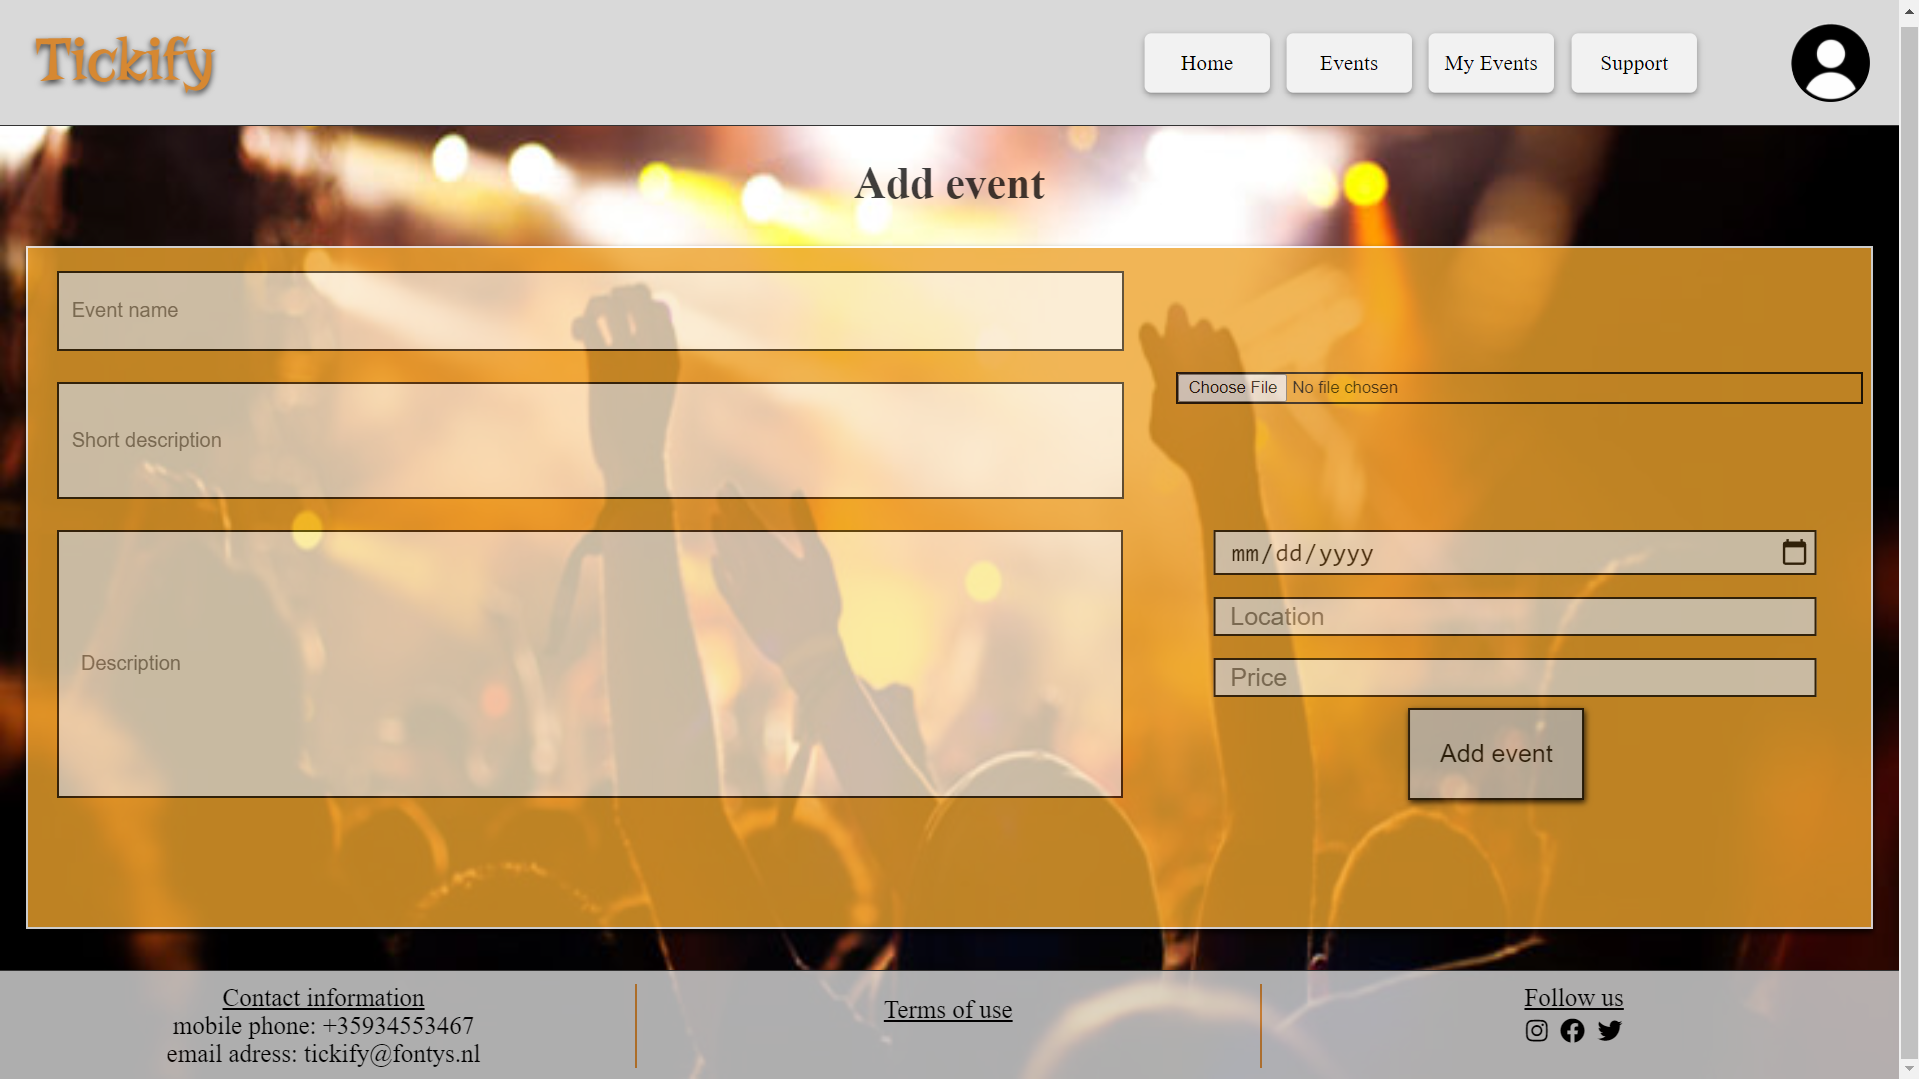 Tickify
Home
Events
My Events
Support
Add event
Event name
Short description
Choose File No file chosen
Description
mm/dd/yyyy
Location
Price
Add event
Contact information
mobile phone: +35934553467
email adress: tickify@fontys.nl
Terms of use
Follow us